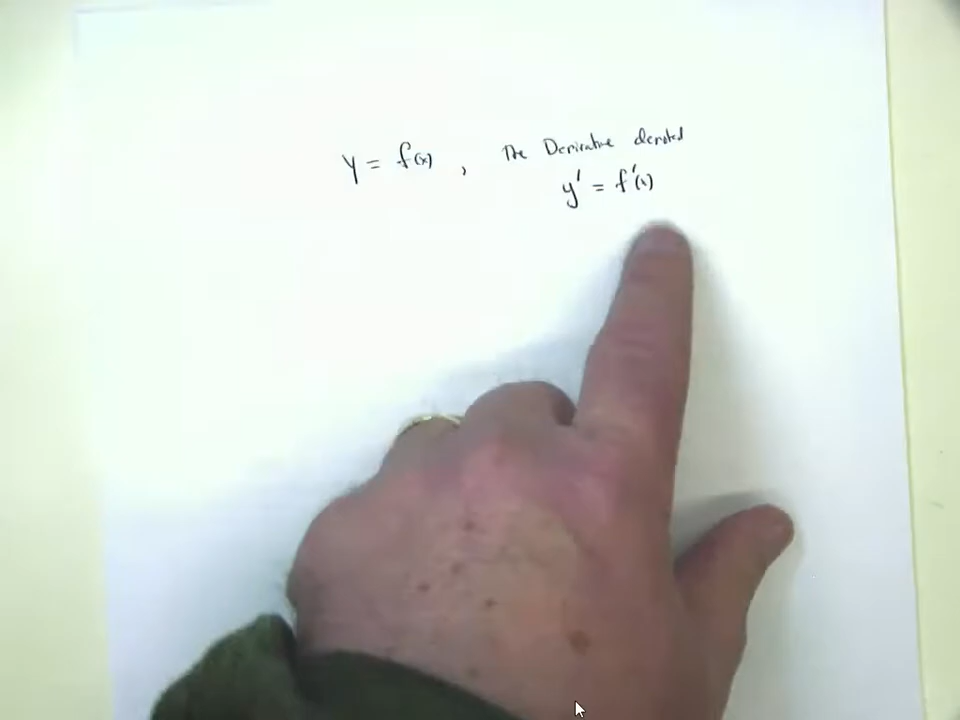 y = f(x) , The Derivative denoted
y' = f'(x)